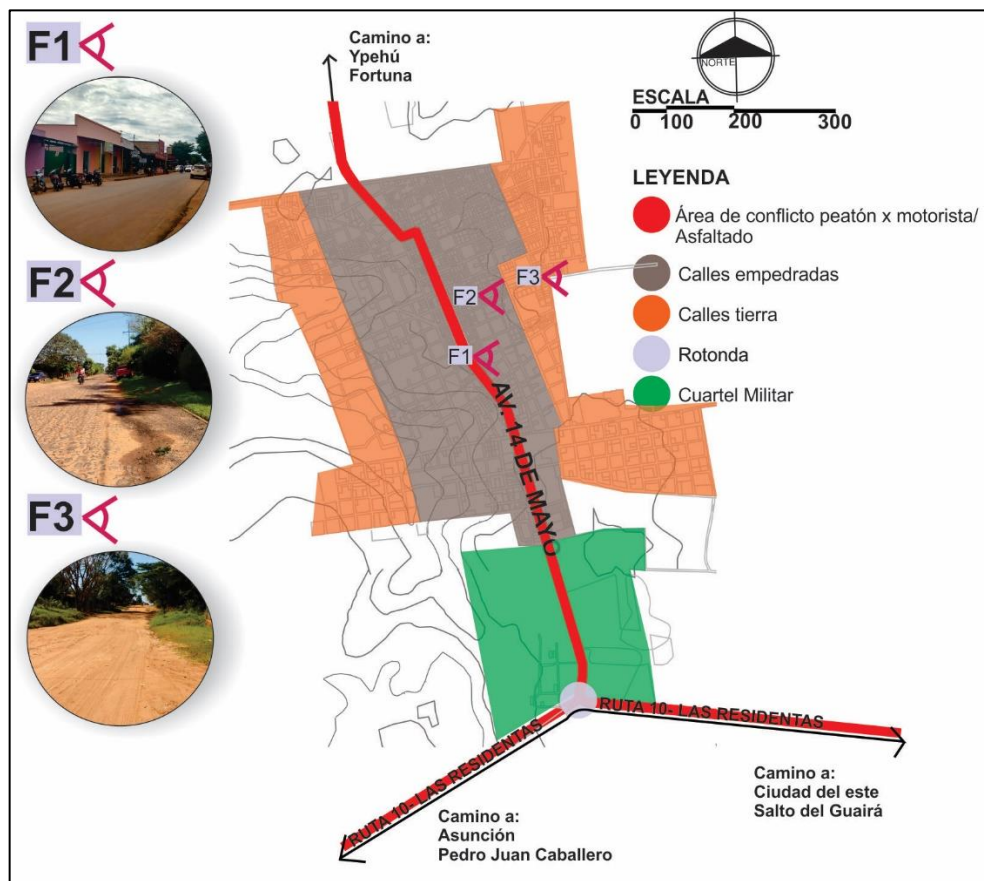 F1
F2
F3
Camino a:
Ypehú
Fortuna
NORTE
ESCALA
0 100 200 300
LEYENDA
Área de conflicto peatón x motorista/
Asfaltado
Calles empedradas
Calles tierra
Rotonda
Cuartel Militar
F3
F2
F1
AV. 14 DE MAYO
RUTA 10- LAS RESIDENTAS
RUTA 10- LAS RESIDENTAS
Camino a:
Ciudad del este
Salto del Guairá
Camino a:
Asunción
Pedro Juan Caballero